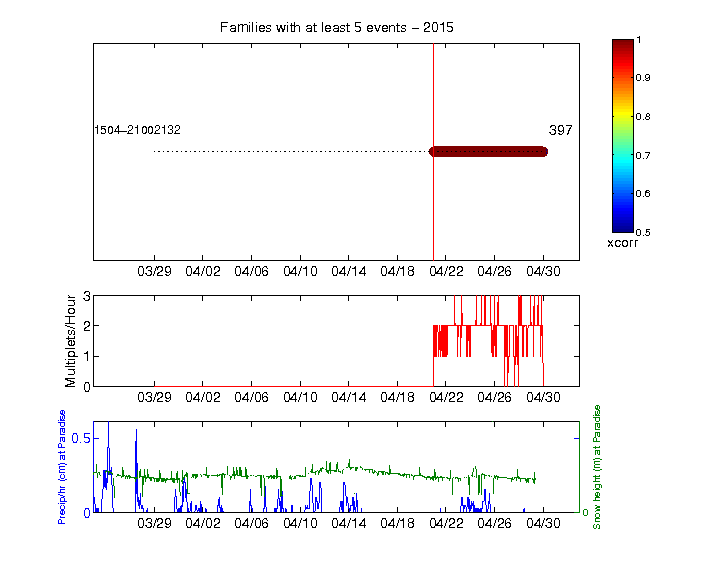 Families with at least 5 events − 2015
1504−21002132
397
03/29 04/02 04/06 04/10 04/14 04/18 04/22 04/26 04/30
1
0.9
0.8
0.7
0.6
0.5
xcorr
Multiplets/Hour
3
2
1
0
03/29 04/02 04/06 04/10 04/14 04/18 04/22 04/26 04/30
Precip/hr (cm) at Paradise
0.5
0
03/29 04/02 04/06 04/10 04/14 04/18 04/22 04/26 04/30
0
Snow height (m) at Paradise